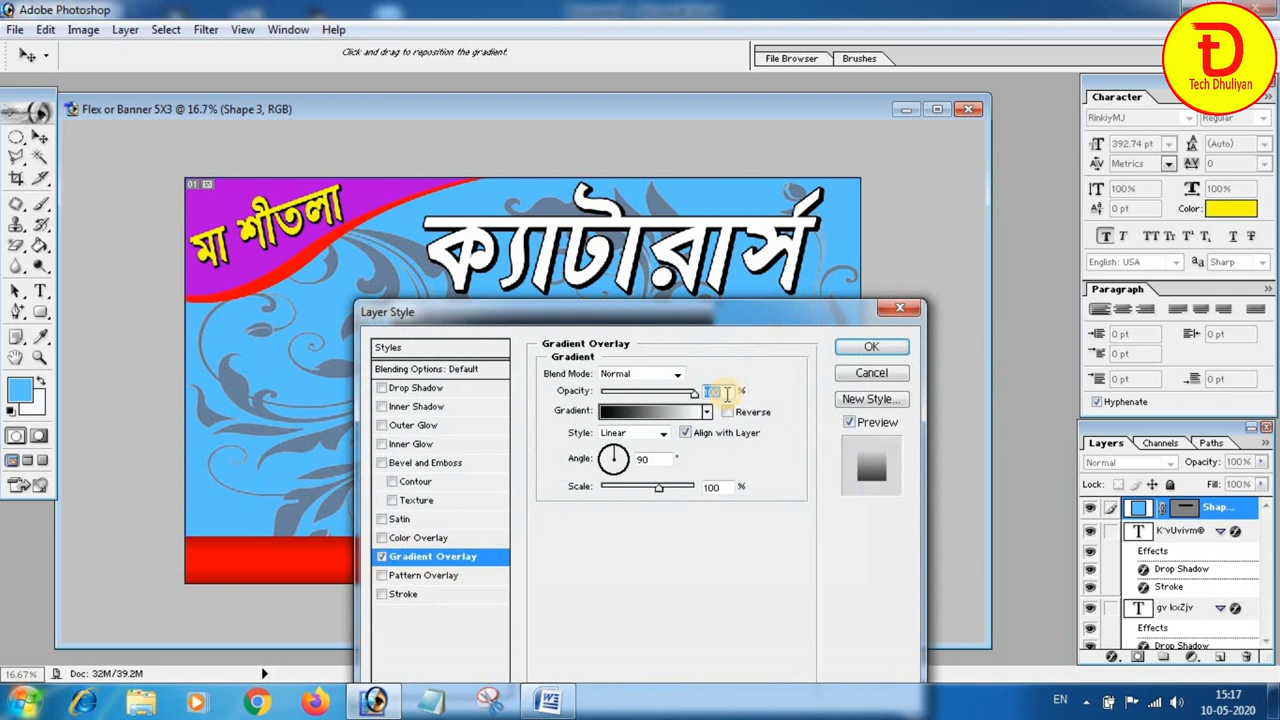 Adobe Photoshop
File Edit Image Layer Select Filter View Window Help
Click and drag to reposition the gradient.
File Browser
Brushes
Tech Dhuliyan
Flex or Banner 5X3 @ 16.7% (Shape 3, RGB)
01
মা শীতলা
ক্যাটারার্স
Layer Style
Styles
Blending Options: Default
Drop Shadow
Inner Shadow
Outer Glow
Inner Glow
Bevel and Emboss
Contour
Texture
Satin
Color Overlay
Gradient Overlay
Pattern Overlay
Stroke
Gradient Overlay
Gradient
Blend Mode: Normal
Opacity: 100 %
Gradient: Reverse
Style: Linear Align with Layer
Angle: 90 °
Scale: 100 %
OK
Cancel
New Style...
Preview
Character
RinkiyMJ Regular
392.74 pt (Auto)
Metrics 0
100% 100%
0 pt Color:
T T TT Tr T¹ T₁ T T
English: USA aa Sharp
Paragraph
0 pt 0 pt
0 pt
0 pt 0 pt
Hyphenate
Layers Channels Paths
Normal Opacity: 100%
Lock: Fill: 100%
Shap...
T K¨vUvivm©
Effects
Drop Shadow
Stroke
T gv kxZjv
Effects
Drop Shadow
16.67% Doc: 32M/39.2M
EN
15:17
10-05-2020